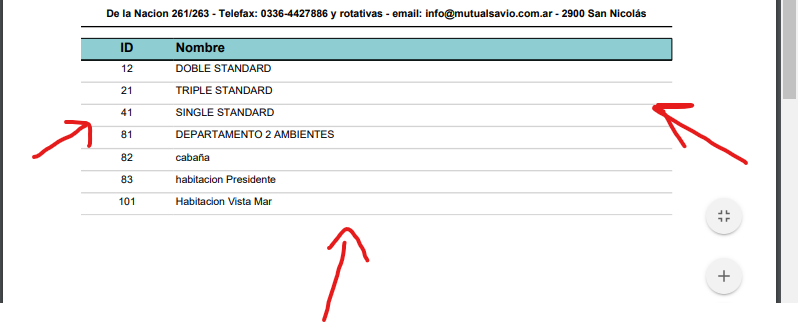 De la Nacion 261/263 - Telefax: 0336-4427886 y rotativas - email: info@mutualsavio.com.ar - 2900 San Nicolás
ID Nombre
12 DOBLE STANDARD
21 TRIPLE STANDARD
41 SINGLE STANDARD
81 DEPARTAMENTO 2 AMBIENTES
82 cabaña
83 habitacion Presidente
101 Habitacion Vista Mar